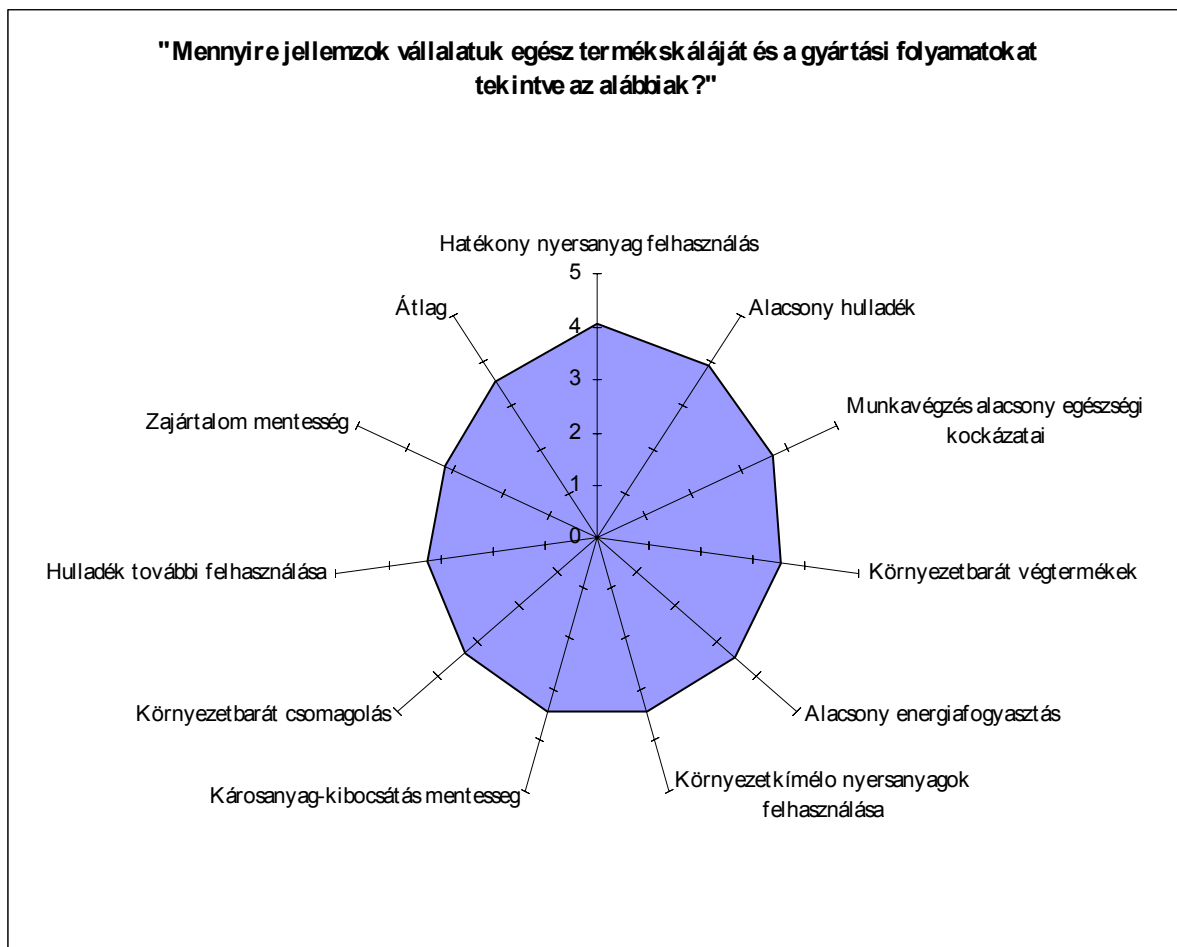 "Mennyire jellemzok vállalatuk egész termékskáláját és a gyártási folyamatokat
tekintve az alábbiak?"
Hatékony nyersanyag felhasználás
5
Átlag
Alacsony hulladék
4
3
Zajártalom mentesség
Munkavégzés alacsony egészségi
kockázatai
2
1
0
Hulladék további felhasználása
Környezetbarát végtermékek
Környezetbarát csomagolás
Alacsony energiafogyasztás
Károsanyag-kibocsátás mentesseg
Környezetkímélo nyersanyagok
felhasználása